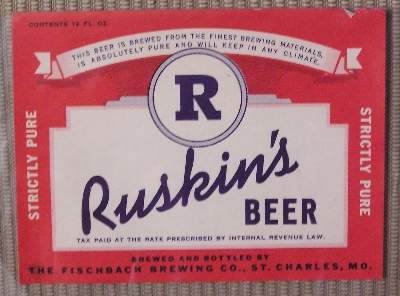 CONTENTS 12 FL. OZ.
THIS BEER IS BREWED FROM THE FINEST BREWING MATERIALS,
IS ABSOLUTELY PURE AND WILL KEEP IN ANY CLIMATE.
R
STRICTLY PURE
STRICTLY PURE
Ruskin's
BEER
TAX PAID AT THE RATE PRESCRIBED BY INTERNAL REVENUE LAW.
BREWED AND BOTTLED BY
THE FISCHBACH BREWING CO., ST. CHARLES, MO.